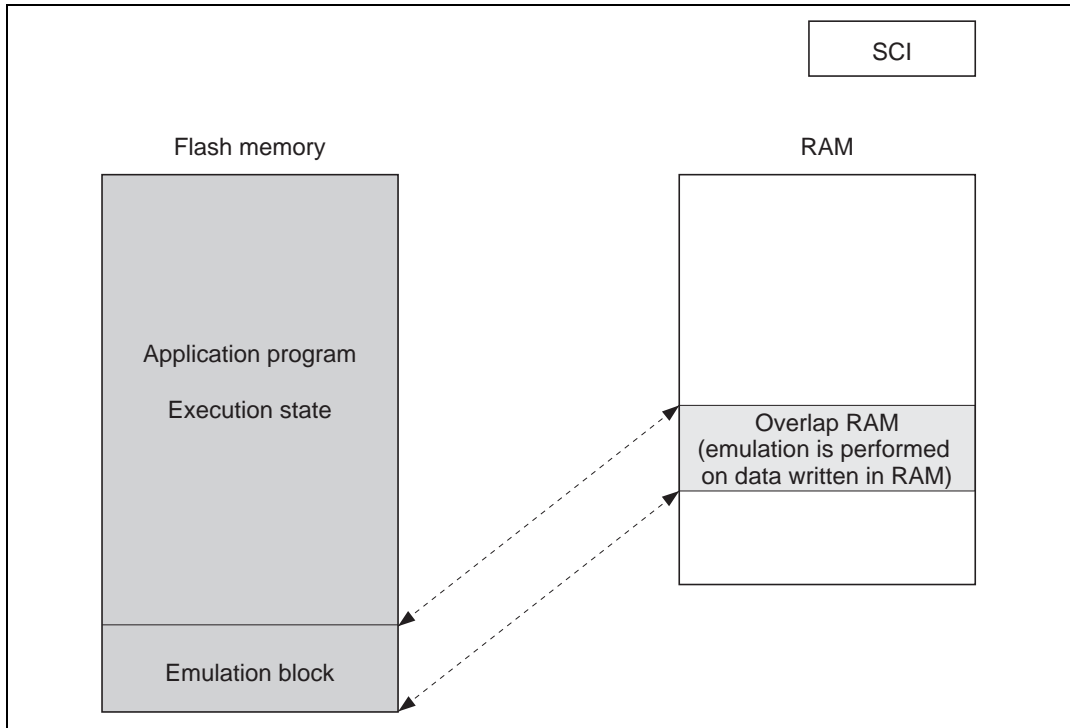 SCI
Flash memory
RAM
Application program
Execution state
Overlap RAM
(emulation is performed
on data written in RAM)
Emulation block